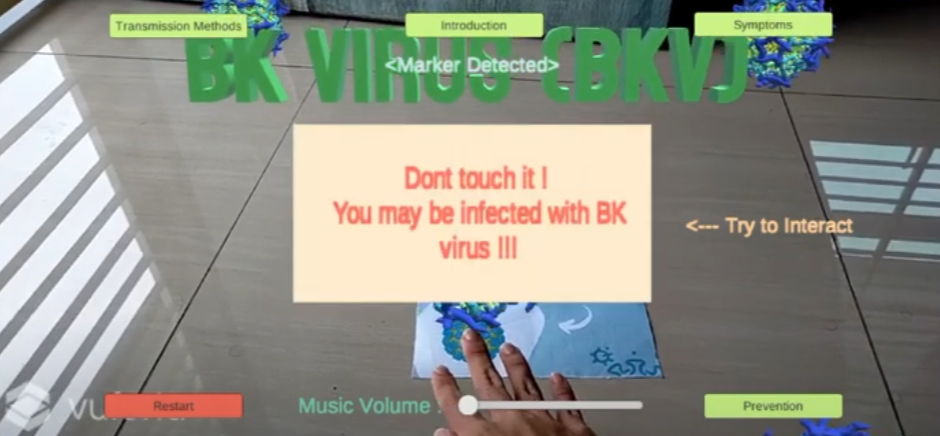 Transmission Methods
Introduction
Symptoms
BK VIRUS (BKV)
<Marker Detected>
Dont touch it !
You may be infected with BK
virus !!!
<--- Try to Interact
Restart
Music Volume :
Prevention